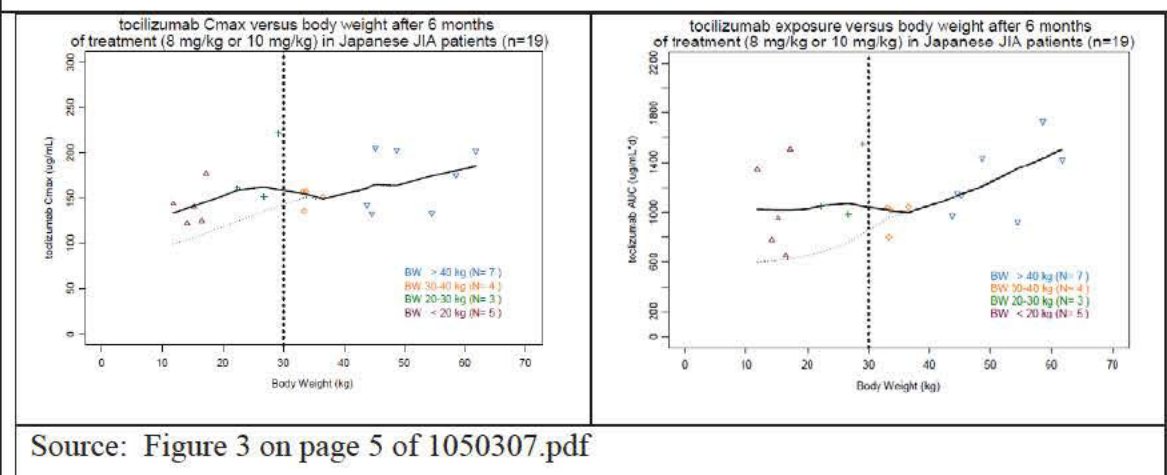 tocilizumab Cmax versus body weight after 6 months
of treatment (8 mg/kg or 10 mg/kg) in Japanese JIA patients (n=19)
tocilizumab Cmax (ug/mL)
300
250
200
150
100
50
0
BW > 40 kg (N= 7 )
BW 30-40 kg (N= 4 )
BW 20-30 kg (N= 3 )
BW < 20 kg (N= 5 )
0 10 20 30 40 50 60 70
Body Weight (kg)
tocilizumab exposure versus body weight after 6 months
of treatment (8 mg/kg or 10 mg/kg) in Japanese JIA patients (n=19)
tocilizumab AUC (ug/mL*d)
2200
1800
1400
1000
600
200
0
BW > 40 kg (N= 7 )
BW 30-40 kg (N= 4 )
BW 20-30 kg (N= 3 )
BW < 20 kg (N= 5 )
0 10 20 30 40 50 60 70
Body Weight (kg)
Source: Figure 3 on page 5 of 1050307.pdf